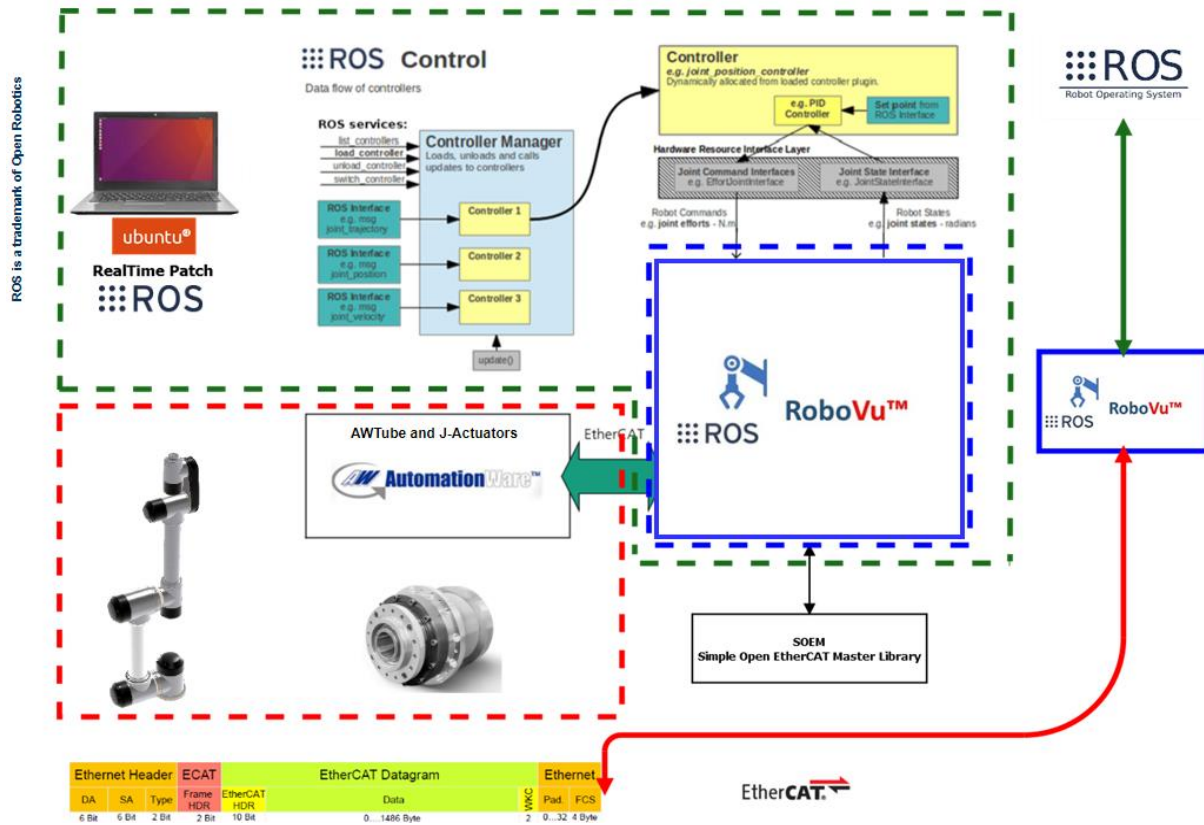 ROS is a trademark of Open Robotics
ROS Control
Data flow of controllers
ROS services:
list_controllers
load_controller
unload_controller
switch_controller
Controller Manager
Loads, unloads and calls
updates to controllers
ROS Interface
e.g. msg
joint_trajectory
Controller 1
ROS Interface
e.g. msg
joint_position
Controller 2
ROS Interface
e.g. msg
joint_velocity
Controller 3
update()
Controller
e.g. joint_position_controller
Dynamically allocated from loaded controller plugin.
e.g. PID
Controller
Set point from
ROS Interface
Hardware Resource Interface Layer
Joint Command Interfaces
e.g. EffortJointInterface
Joint State Interface
e.g. JointStateInterface
Robot Commands
e.g. joint efforts - N.m
Robot States
e.g. joint states - radians
ubuntu®
RealTime Patch
ROS
ROS
Robot Operating System
ROS
RoboVu™
ROS
RoboVu™
AWTube and J-Actuators
AW AutomationWare™
EtherCAT
SOEM
Simple Open EtherCAT Master Library
Ethernet Header ECAT EtherCAT Datagram Ethernet
DA SA Type Frame HDR EtherCAT HDR Data WKC Pad. FCS
6 Bit 6 Bit 2 Bit 2 Bit 10 Bit 0....1486 Byte 2 0...32 4 Byte
EtherCAT®